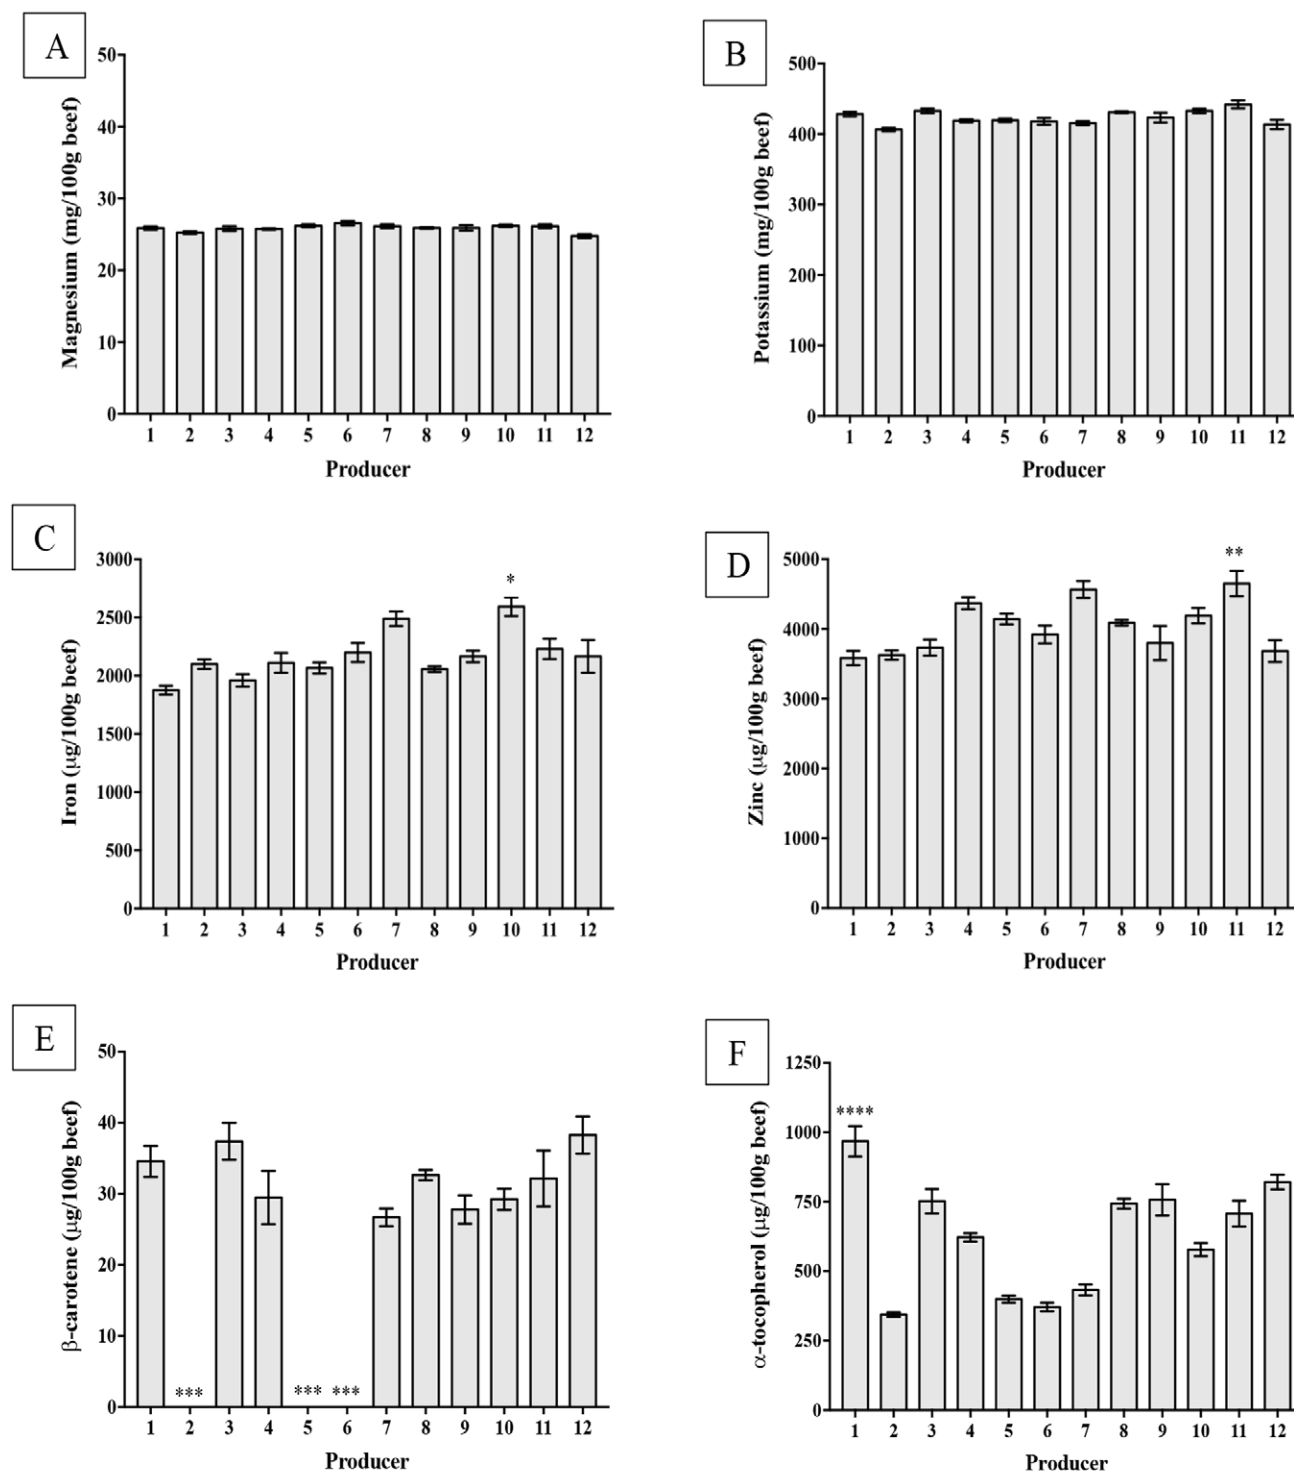 A
Magnesium (mg/100g beef)
50
40
30
20
10
0
1 2 3 4 5 6 7 8 9 10 11 12
Producer
B
Potassium (mg/100g beef)
500
400
300
200
100
0
1 2 3 4 5 6 7 8 9 10 11 12
Producer
C
Iron (µg/100g beef)
3000
2500
2000
1500
1000
500
0
*
1 2 3 4 5 6 7 8 9 10 11 12
Producer
D
Zinc (µg/100g beef)
5000
4000
3000
2000
1000
0
**
1 2 3 4 5 6 7 8 9 10 11 12
Producer
E
β-carotene (µg/100g beef)
50
40
30
20
10
0
*** *** ***
1 2 3 4 5 6 7 8 9 10 11 12
Producer
F
α-tocopherol (µg/100g beef)
1250
1000
750
500
250
0
****
1 2 3 4 5 6 7 8 9 10 11 12
Producer